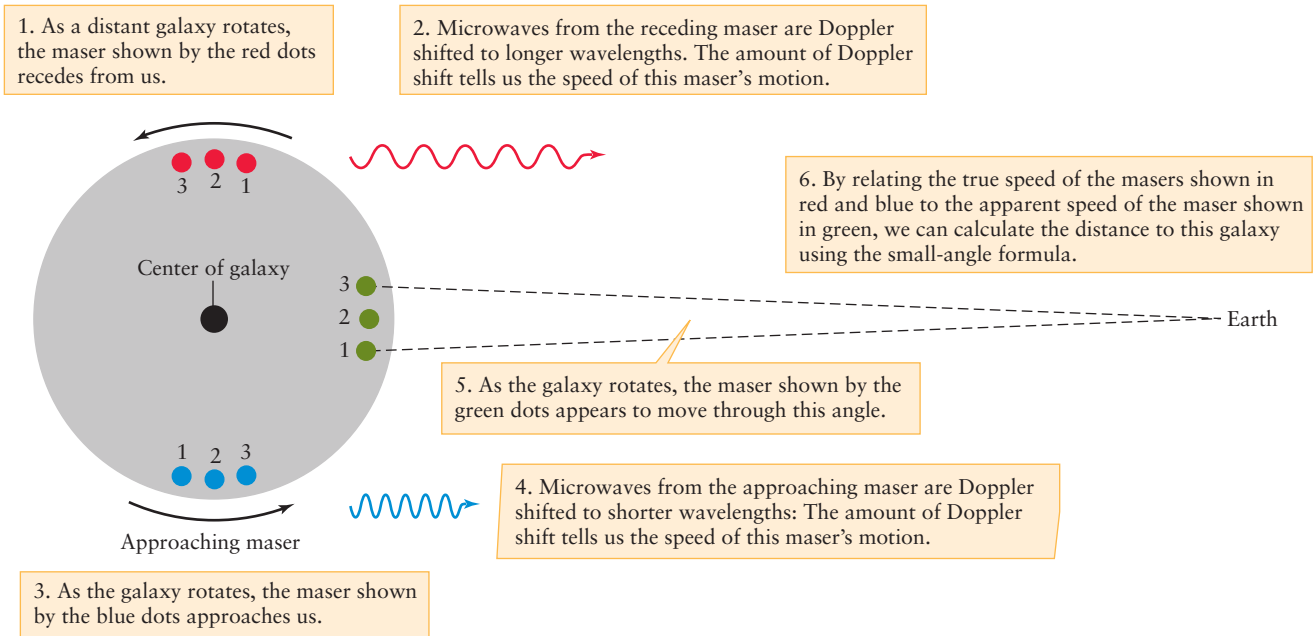 1. As a distant galaxy rotates,
the maser shown by the red dots
recedes from us.
2. Microwaves from the receding maser are Doppler
shifted to longer wavelengths. The amount of Doppler
shift tells us the speed of this maser's motion.
3 2 1
6. By relating the true speed of the masers shown in
red and blue to the apparent speed of the maser shown
in green, we can calculate the distance to this galaxy
using the small-angle formula.
Center of galaxy
3
2
1
Earth
5. As the galaxy rotates, the maser shown by the
green dots appears to move through this angle.
1 2 3
4. Microwaves from the approaching maser are Doppler
shifted to shorter wavelengths: The amount of Doppler
shift tells us the speed of this maser's motion.
Approaching maser
3. As the galaxy rotates, the maser shown
by the blue dots approaches us.